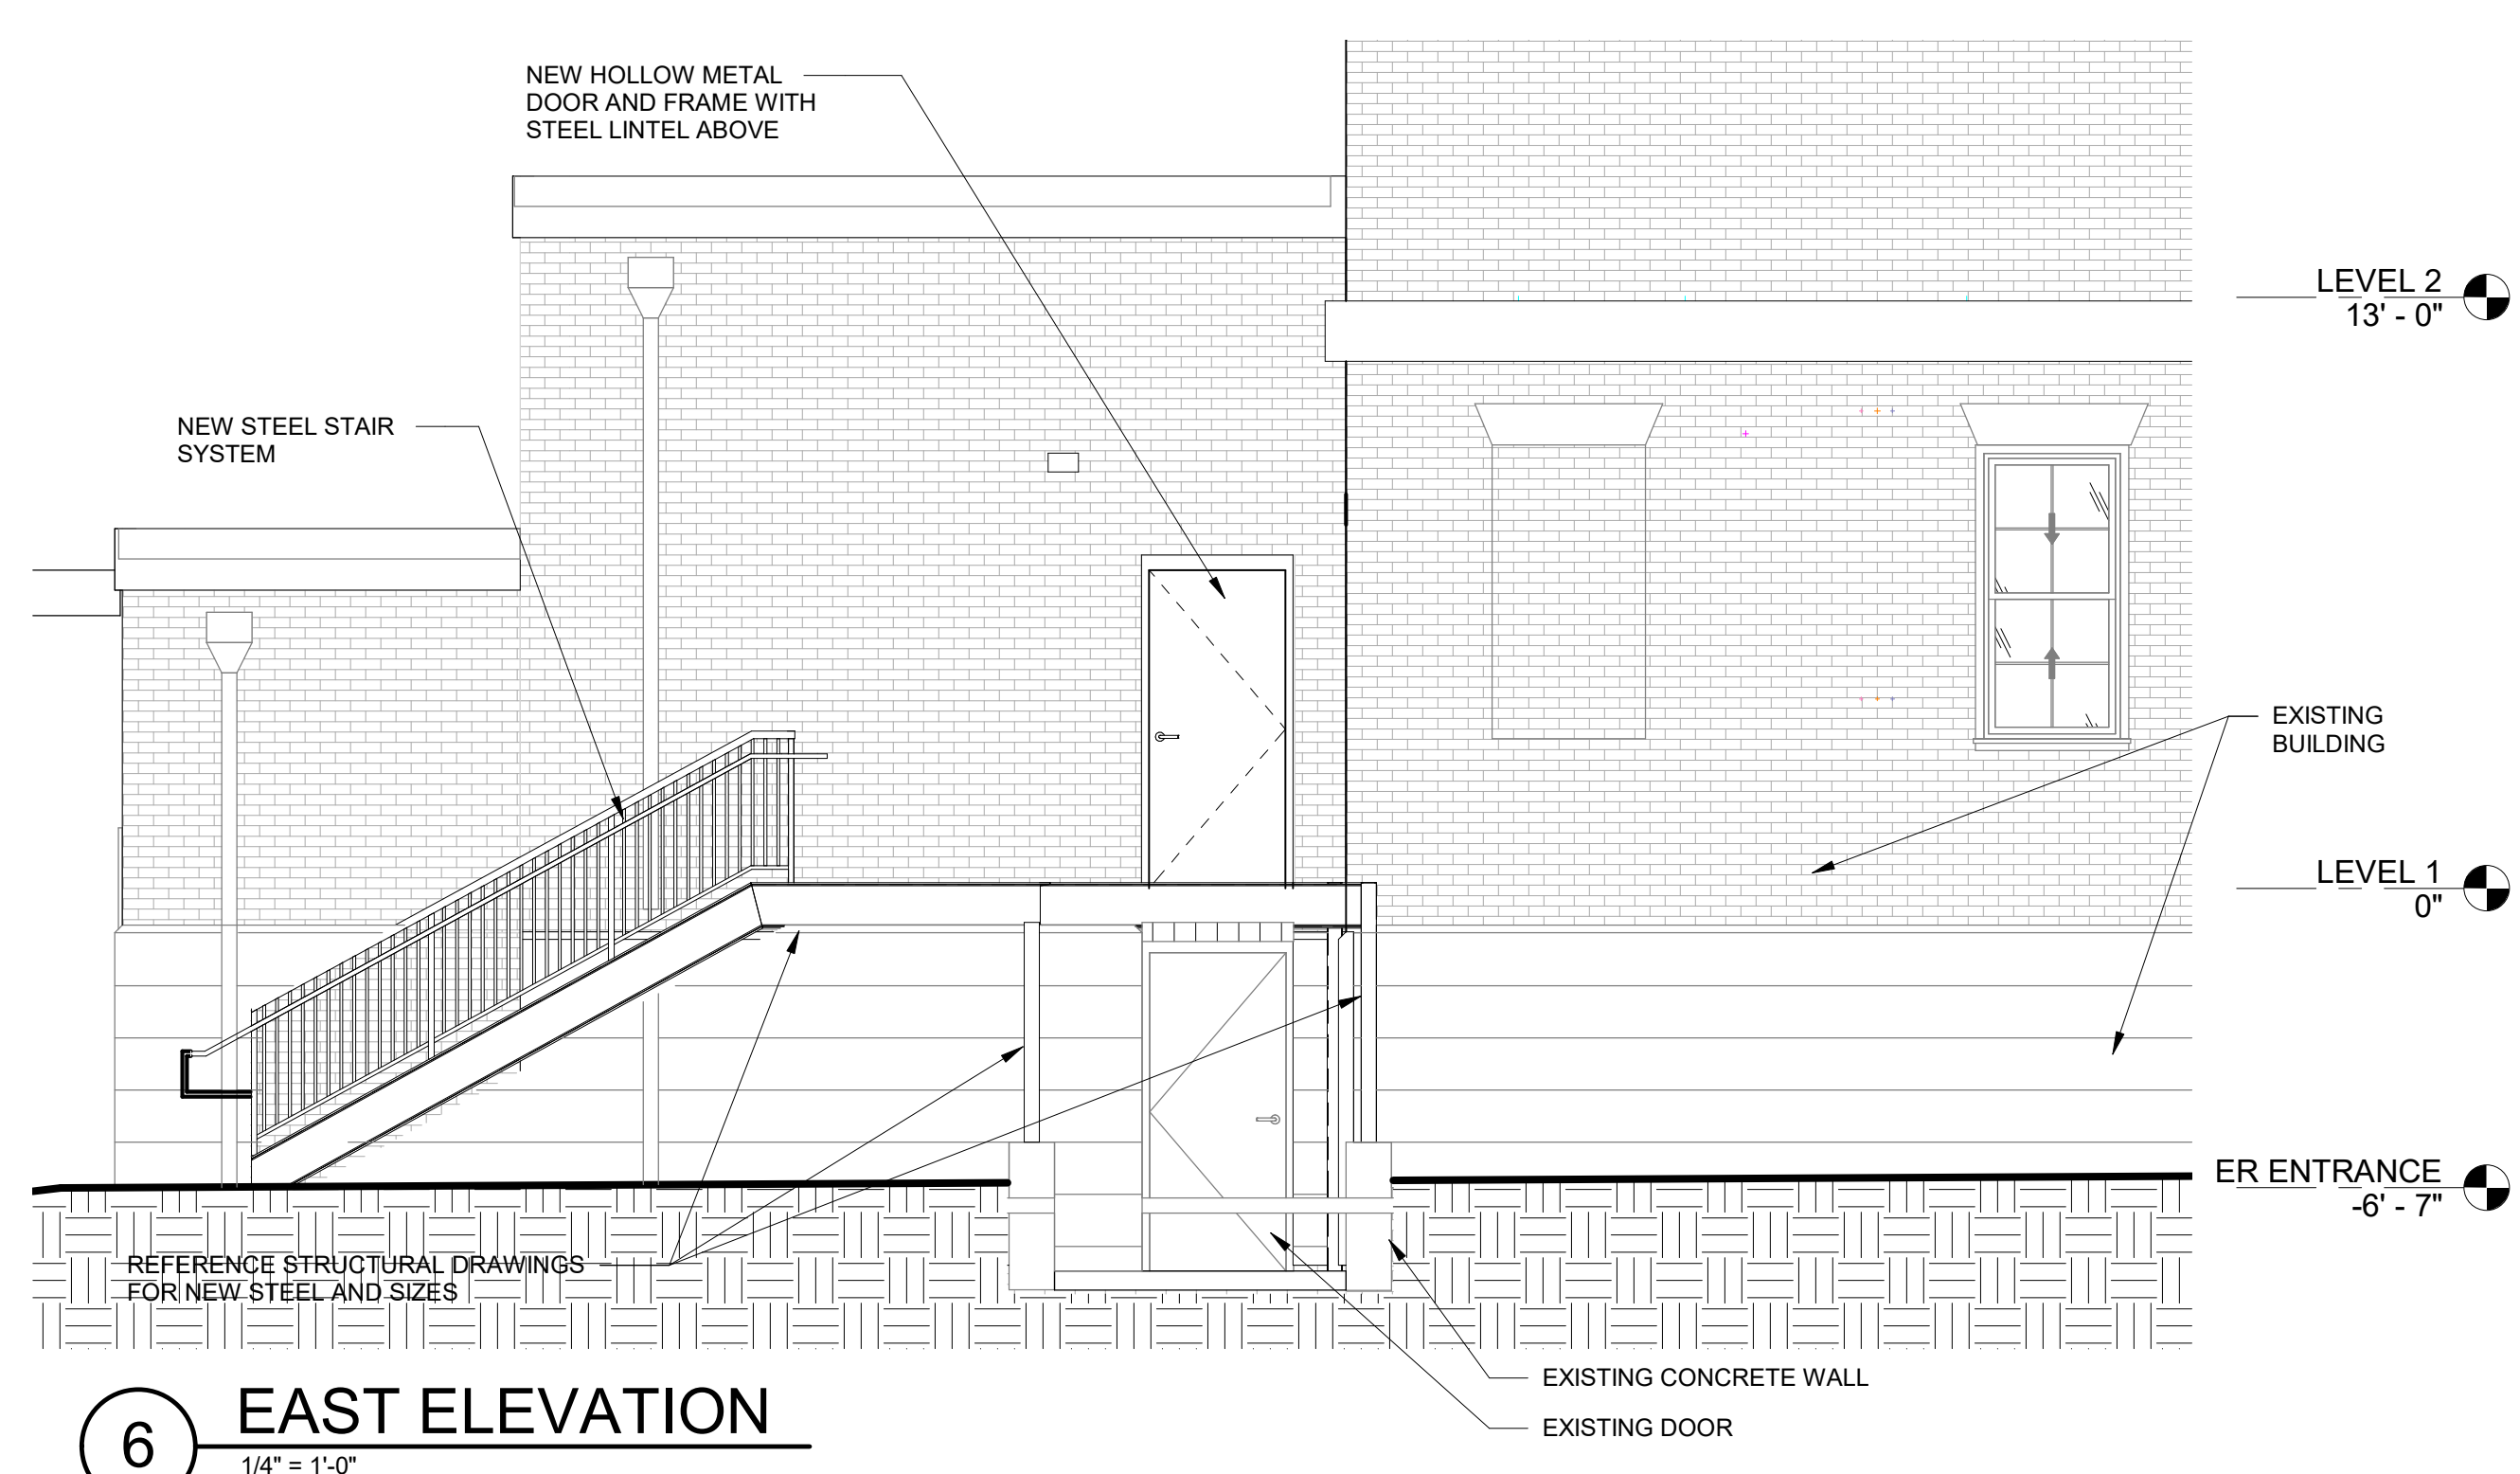 NEW HOLLOW METAL
DOOR AND FRAME WITH
STEEL LINTEL ABOVE
LEVEL 2
13' - 0"
NEW STEEL STAIR
SYSTEM
EXISTING
BUILDING
LEVEL 1
0"
ER ENTRANCE
-6' - 7"
REFERENCE STRUCTURAL DRAWINGS
FOR NEW STEEL AND SIZES
EXISTING CONCRETE WALL
EXISTING DOOR
6
EAST ELEVATION
1/4" = 1'-0"